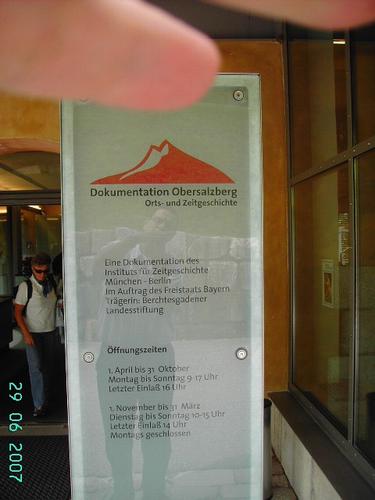 Dokumentation Obersalzberg
Orts- und Zeitgeschichte
Eine Dokumentation des
Instituts für Zeitgeschichte
München - Berlin
im Auftrag des Freistaats Bayern
Trägerin: Berchtesgadener
Landesstiftung
Öffnungszeiten
1. April bis 31. Oktober
Montag bis Sonntag 9-17 Uhr
Letzter Einlaß 16 Uhr
1. November bis 31. März
Dienstag bis Sonntag 10-15 Uhr
Letzter Einlaß 14 Uhr
Montags geschlossen
29 06 2007